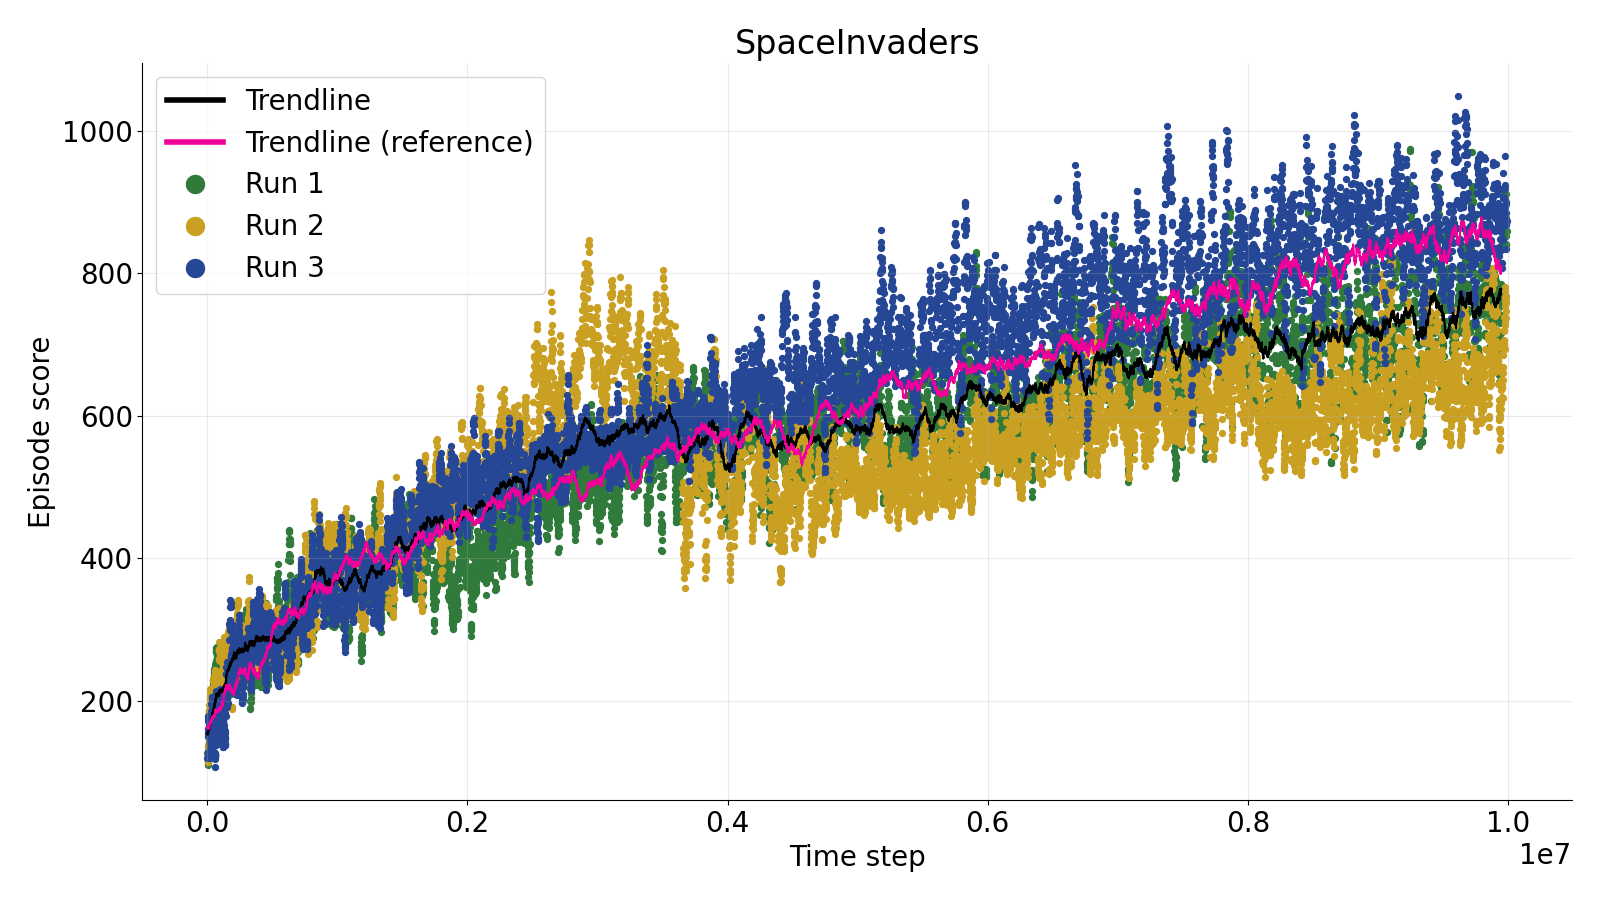 SpaceInvaders
Trendline
Trendline (reference)
Run 1
Run 2
Run 3
Episode score
1000
800
600
400
200
0.0 0.2 0.4 0.6 0.8 1.0
1e7
Time step